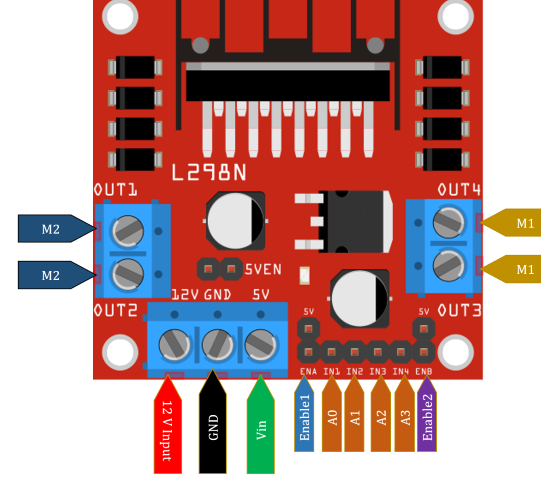 L298N
OUT1
OUT4
M2
M1
M2
5VEN
M1
OUT2
12V GND 5V
OUT3
5V
5V
ENA IN1 IN2 IN3 IN4 ENB
12 V Input
GND
Vin
Enable1
A0
A1
A2
A3
Enable2